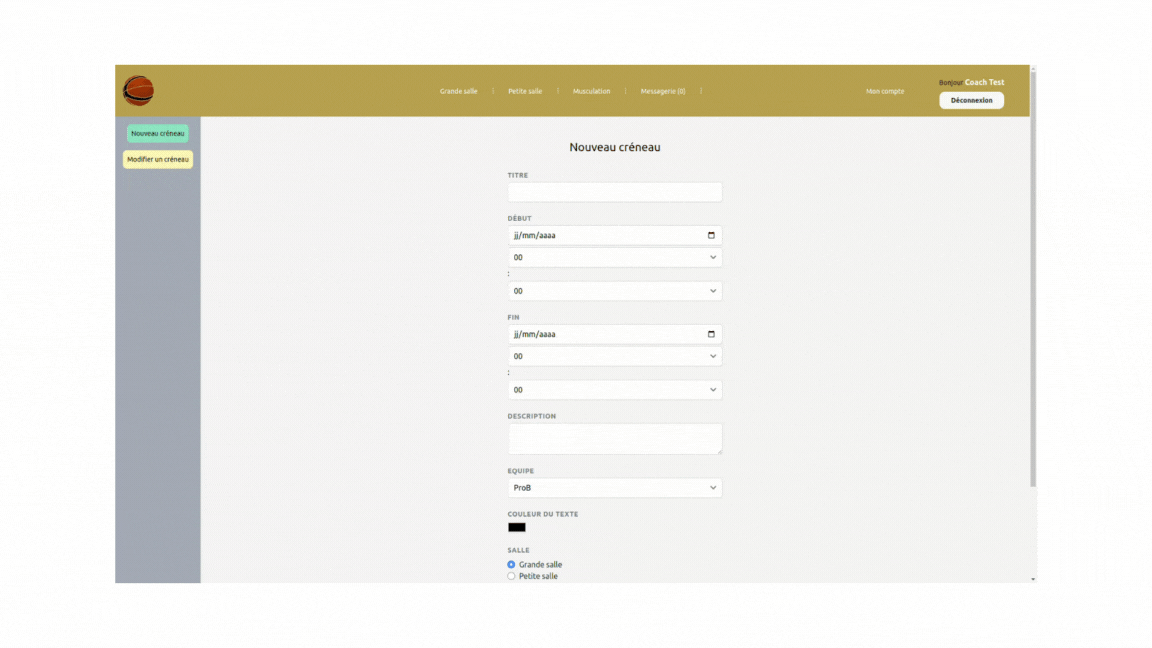 Grande salle | Petite salle | Musculation | Messagerie (0) | Mon compte Bonjour Coach Test
Déconnexion
Nouveau créneau
Modifier un créneau
Nouveau créneau
TITRE
DÉBUT
jj/mm/aaaa
00
:
00
FIN
jj/mm/aaaa
00
:
00
DESCRIPTION
EQUIPE
ProB
COULEUR DU TEXTE
SALLE
Grande salle
Petite salle